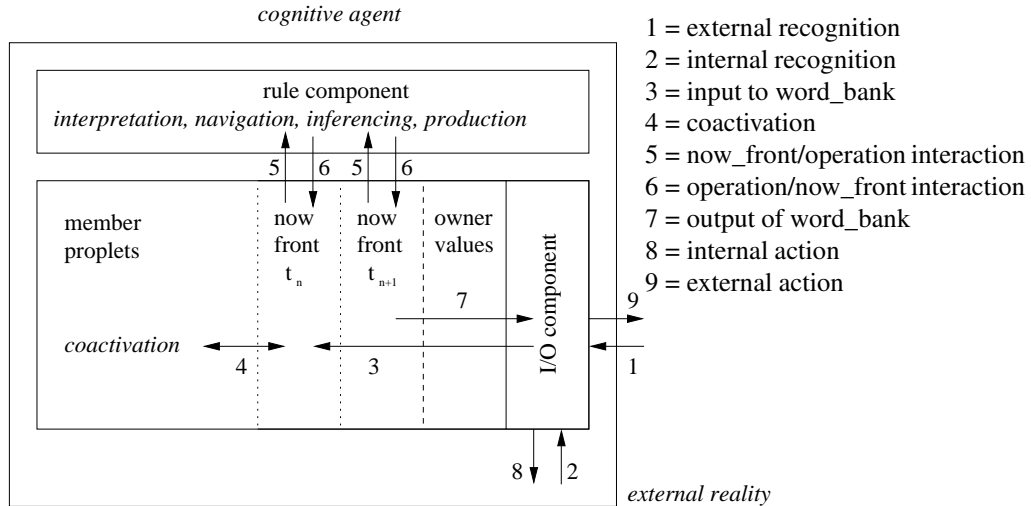 cognitive agent
rule component
interpretation, navigation, inferencing, production
5 6 5 6
member
proplets
now
front
t n
now
front
t n+1
owner
values
I/O component
7
9
coactivation
4
3
1
8
2
external reality
1 = external recognition
2 = internal recognition
3 = input to word_bank
4 = coactivation
5 = now_front/operation interaction
6 = operation/now_front interaction
7 = output of word_bank
8 = internal action
9 = external action